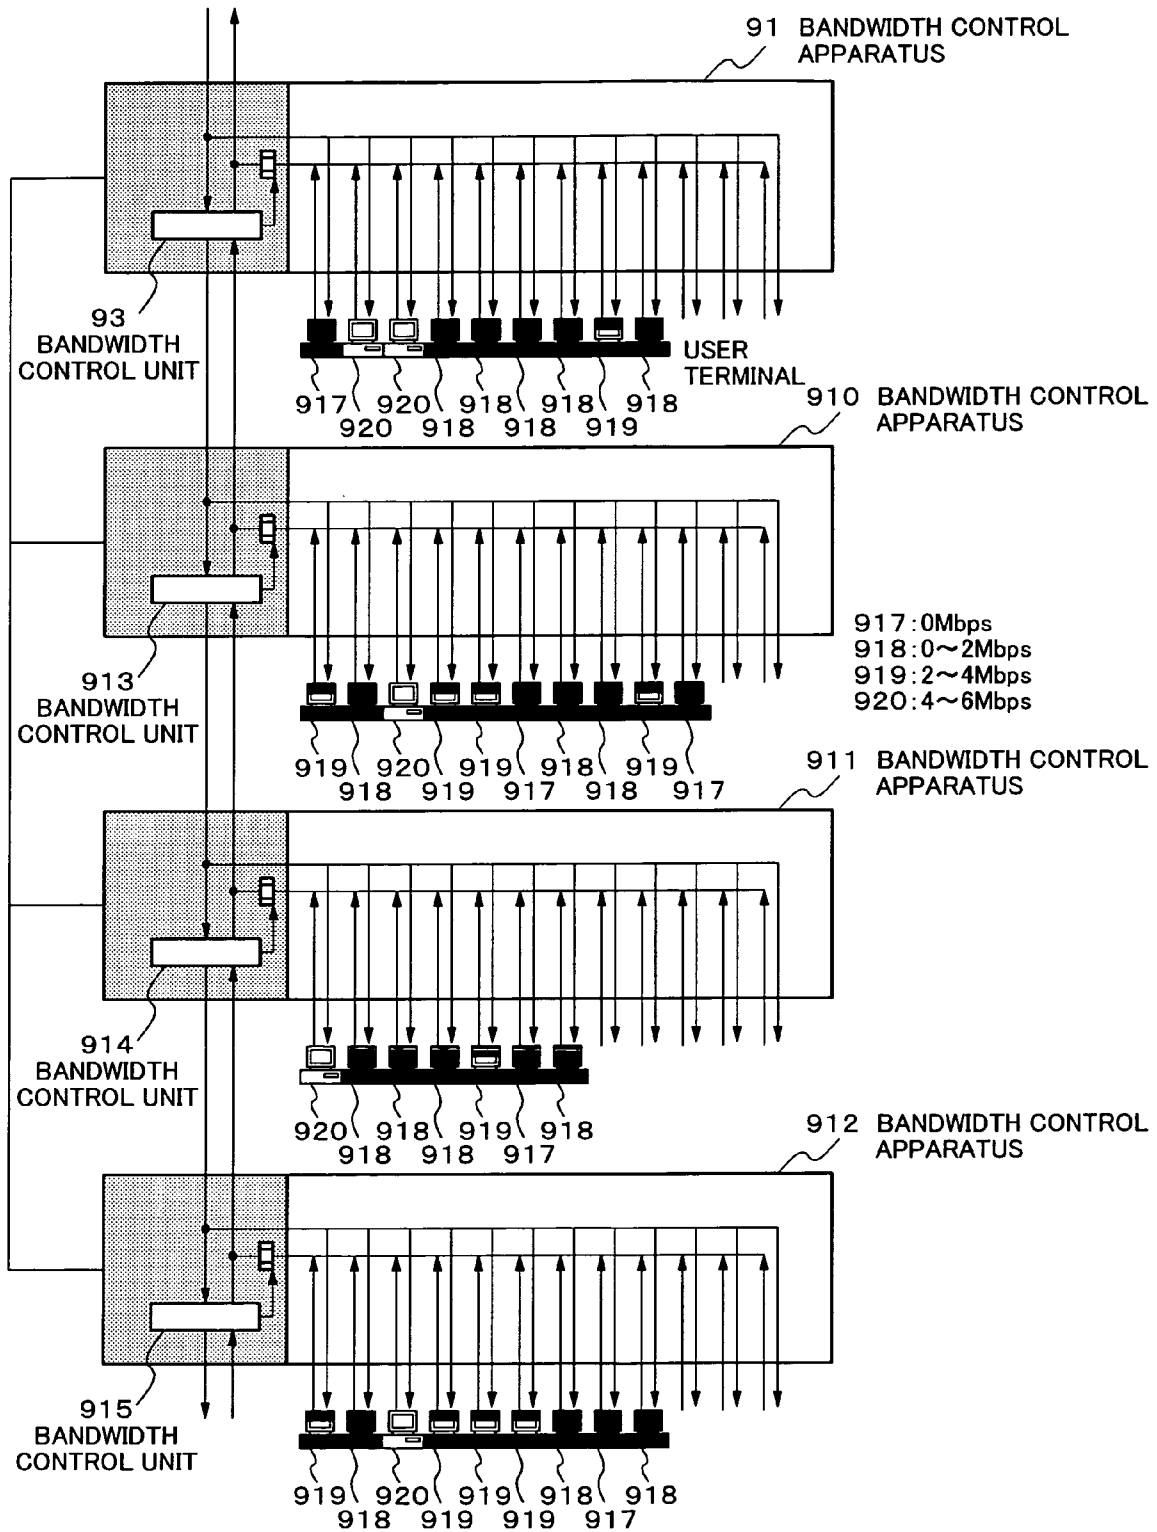 91 BANDWIDTH CONTROL
APPARATUS
93
BANDWIDTH
CONTROL UNIT
USER
TERMINAL
917 920 918 918 918
920 918 918 919
910 BANDWIDTH CONTROL
APPARATUS
913
BANDWIDTH
CONTROL UNIT
917:0Mbps
918:0~2Mbps
919:2~4Mbps
920:4~6Mbps
919 920 919 918 919 917
918 919 917 918
911 BANDWIDTH CONTROL
APPARATUS
914
BANDWIDTH
CONTROL UNIT
920 918 919 918
918 918 917
912 BANDWIDTH CONTROL
APPARATUS
915
BANDWIDTH
CONTROL UNIT
919 920 919 918 918
918 919 919 917